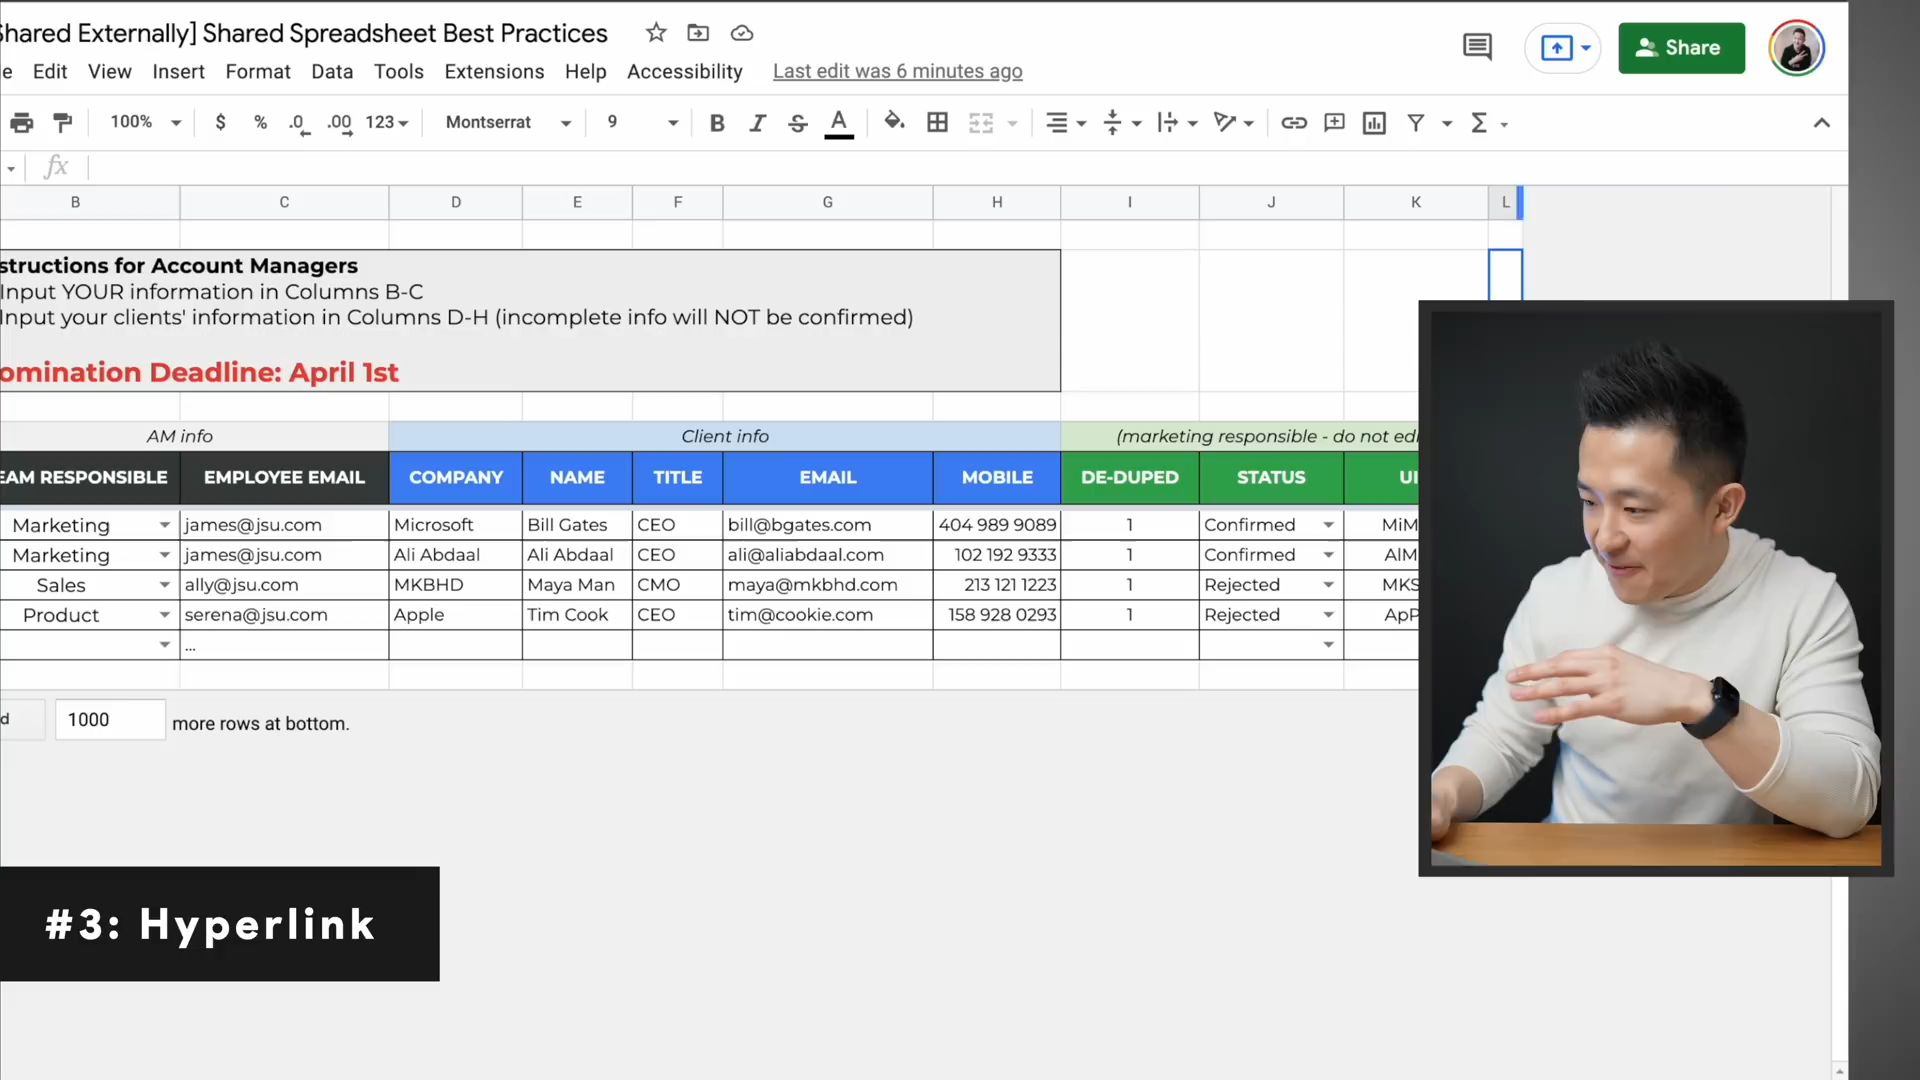 Shared Externally] Shared Spreadsheet Best Practices
e Edit View Insert Format Data Tools Extensions Help Accessibility Last edit was 6 minutes ago
Share
100% $ % .0 .00 123 Montserrat 9 B I S A Σ
fx
B C D E F G H I J K L
structions for Account Managers
Input YOUR information in Columns B-C
Input your clients' information in Columns D-H (incomplete info will NOT be confirmed)
omination Deadline: April 1st
AM info Client info (marketing responsible - do not edi
EAM RESPONSIBLE EMPLOYEE EMAIL COMPANY NAME TITLE EMAIL MOBILE DE-DUPED STATUS UI
Marketing james@jsu.com Microsoft Bill Gates CEO bill@bgates.com 404 989 9089 1 Confirmed MiM
Marketing james@jsu.com Ali Abdaal Ali Abdaal CEO ali@aliabdaal.com 102 192 9333 1 Confirmed AlM
Sales ally@jsu.com MKBHD Maya Man CMO maya@mkbhd.com 213 121 1223 1 Rejected MKS
Product serena@jsu.com Apple Tim Cook CEO tim@cookie.com 158 928 0293 1 Rejected ApP
...
d 1000 more rows at bottom.
#3: Hyperlink